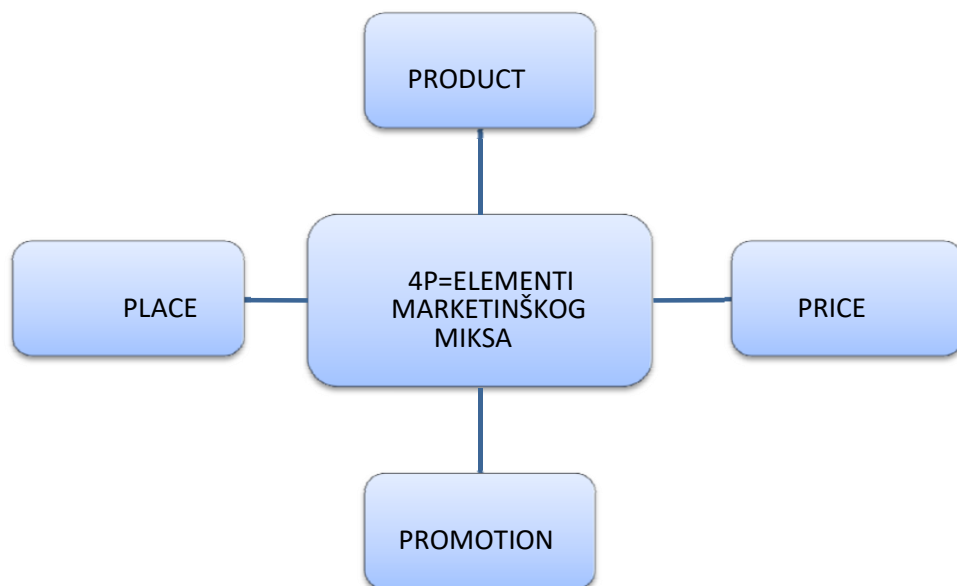 PRODUCT
4P=ELEMENTI
MARKETINŠKOG
MIKSA
PLACE
PRICE
PROMOTION